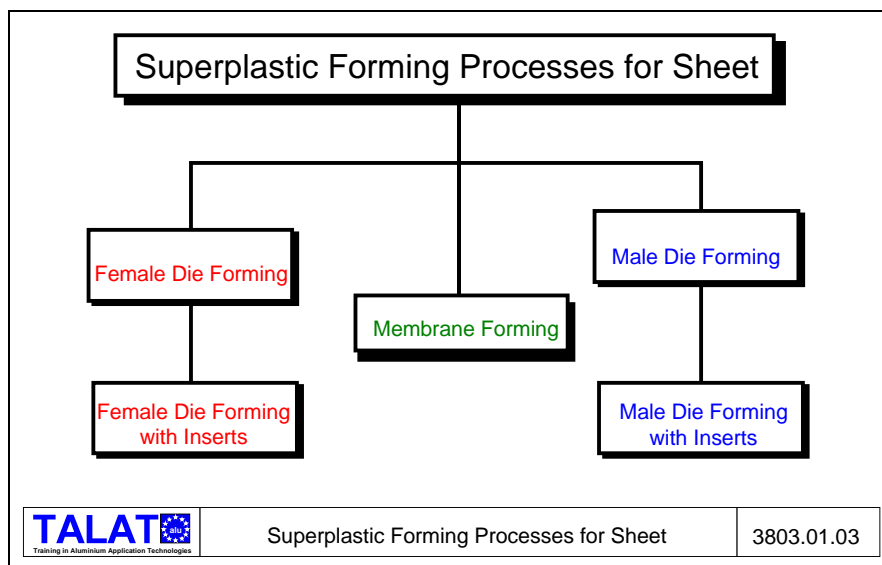 Superplastic Forming Processes for Sheet
Female Die Forming
Male Die Forming
Membrane Forming
Female Die Forming
with Inserts
Male Die Forming
with Inserts
TALAT
alu
Training in Aluminium Application Technologies
Superplastic Forming Processes for Sheet
3803.01.03